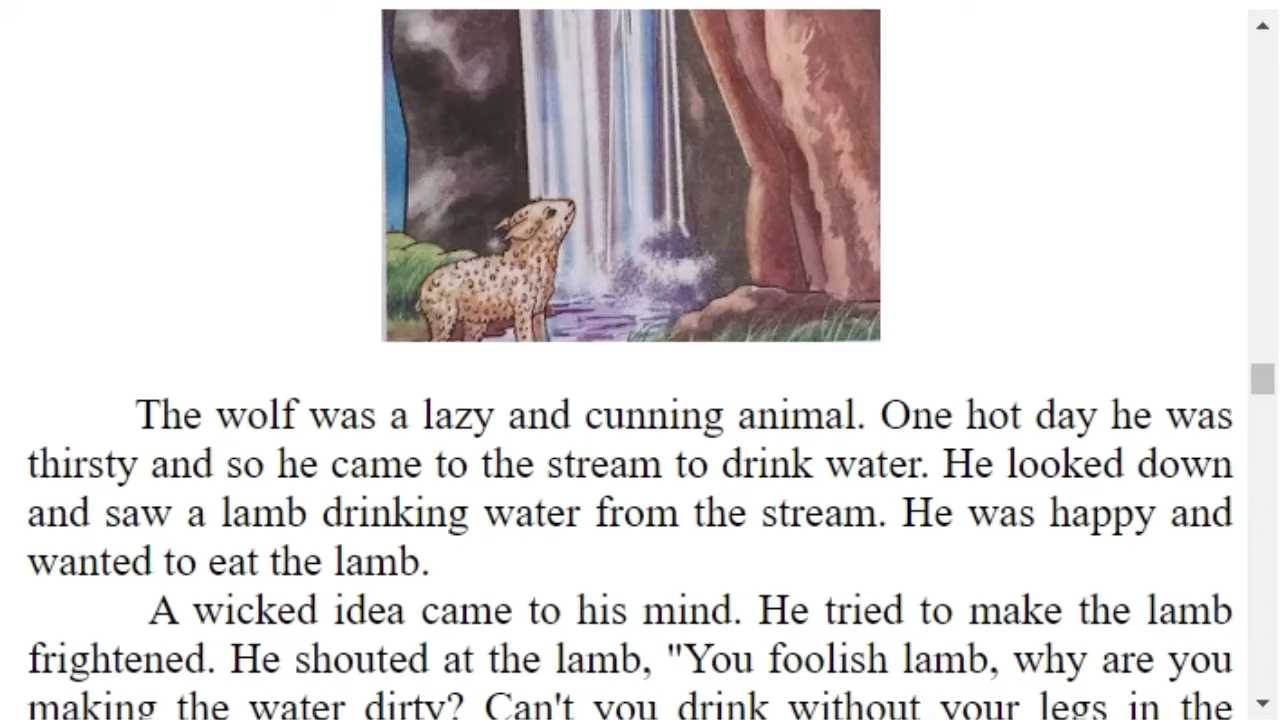 The wolf was a lazy and cunning animal. One hot day he was
thirsty and so he came to the stream to drink water. He looked down
and saw a lamb drinking water from the stream. He was happy and
wanted to eat the lamb.
A wicked idea came to his mind. He tried to make the lamb
frightened. He shouted at the lamb, "You foolish lamb, why are you
making the water dirty? Can't you drink without your legs in the